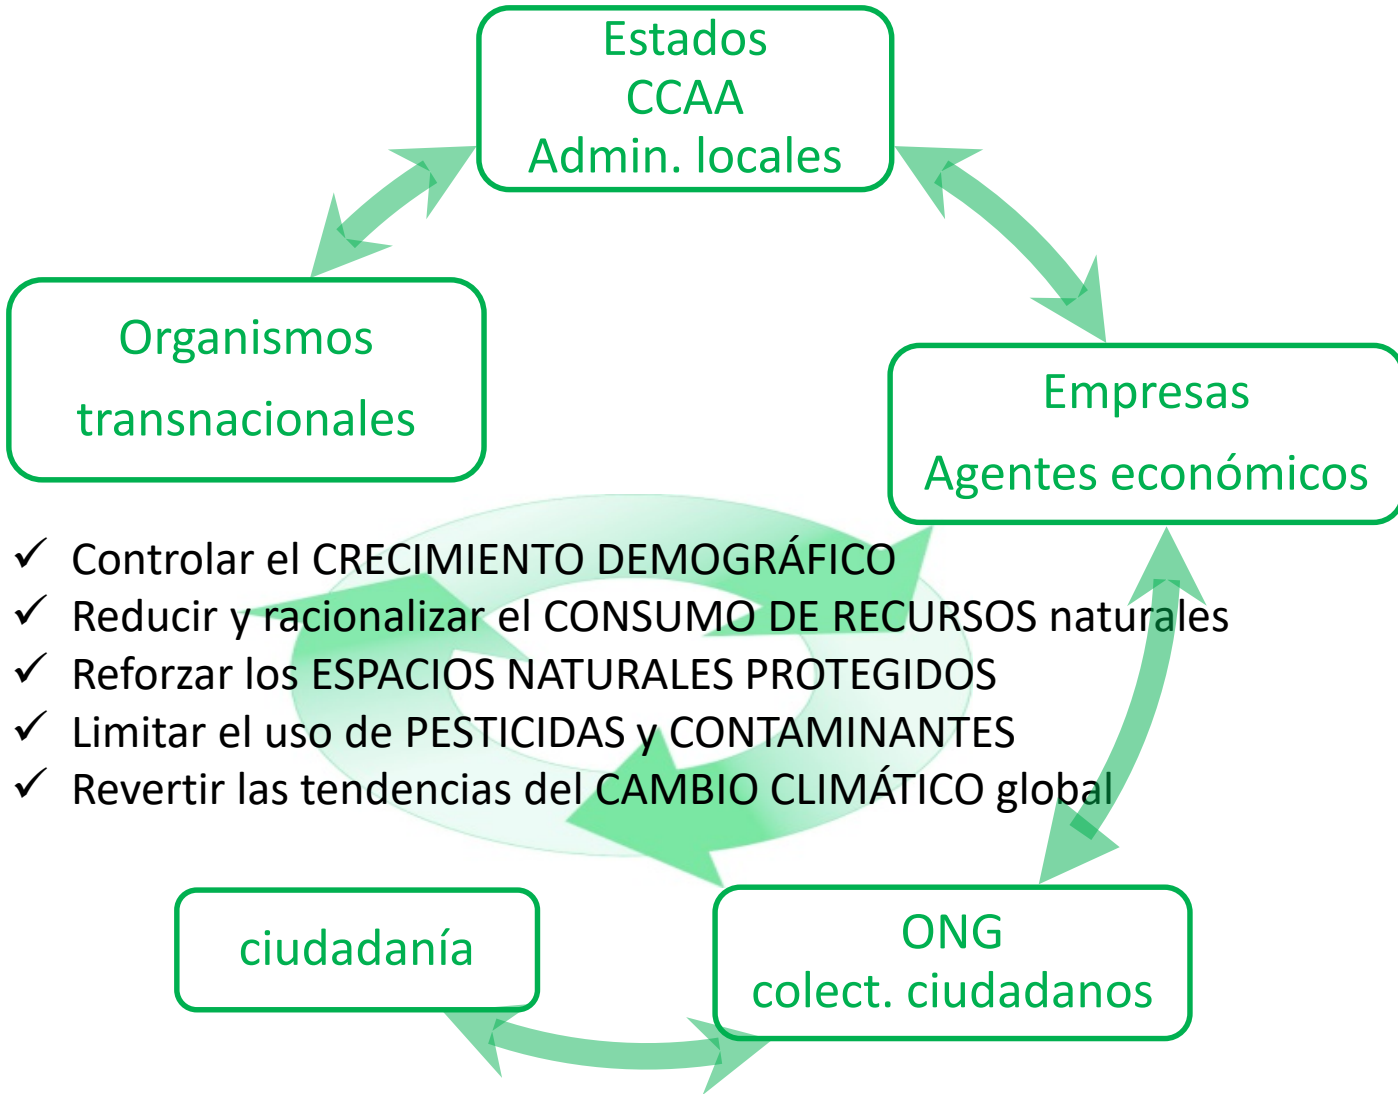 Estados
CCAA
Admin. locales
Organismos
transnacionales
Empresas
Agentes económicos
✓ Controlar el CRECIMIENTO DEMOGRÁFICO
✓ Reducir y racionalizar el CONSUMO DE RECURSOS naturales
✓ Reforzar los ESPACIOS NATURALES PROTEGIDOS
✓ Limitar el uso de PESTICIDAS y CONTAMINANTES
✓ Revertir las tendencias del CAMBIO CLIMÁTICO global
ciudadanía
ONG
colect. ciudadanos